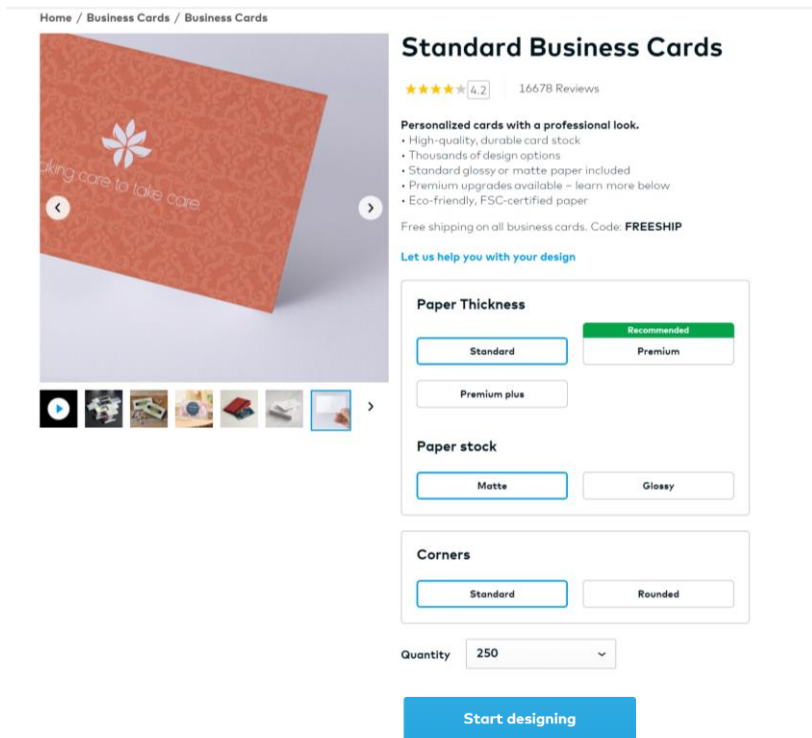 Home / Business Cards / Business Cards
Standard Business Cards
4.2
16678 Reviews
Personalized cards with a professional look.
• High-quality, durable card stock
• Thousands of design options
• Standard glossy or matte paper included
• Premium upgrades available – learn more below
• Eco-friendly, FSC-certified paper
Free shipping on all business cards. Code: FREESHIP
Let us help you with your design
aking care to take care
Paper Thickness
Recommended
Standard
Premium
Premium plus
Paper stock
Matte
Glossy
Corners
Standard
Rounded
Quantity
250
Start designing